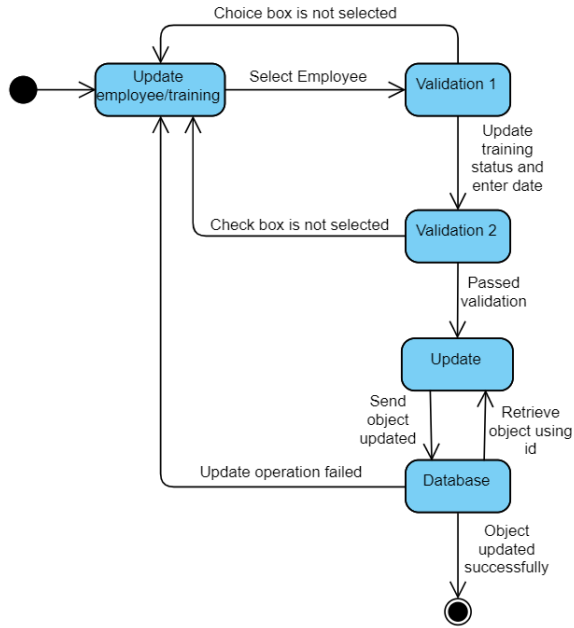 Choice box is not selected
Update
employee/training
Select Employee
Validation 1
Update
training
status and
enter date
Check box is not selected
Validation 2
Passed
validation
Update
Send
object
updated
Retrieve
object using
id
Update operation failed
Database
Object
updated
successfully